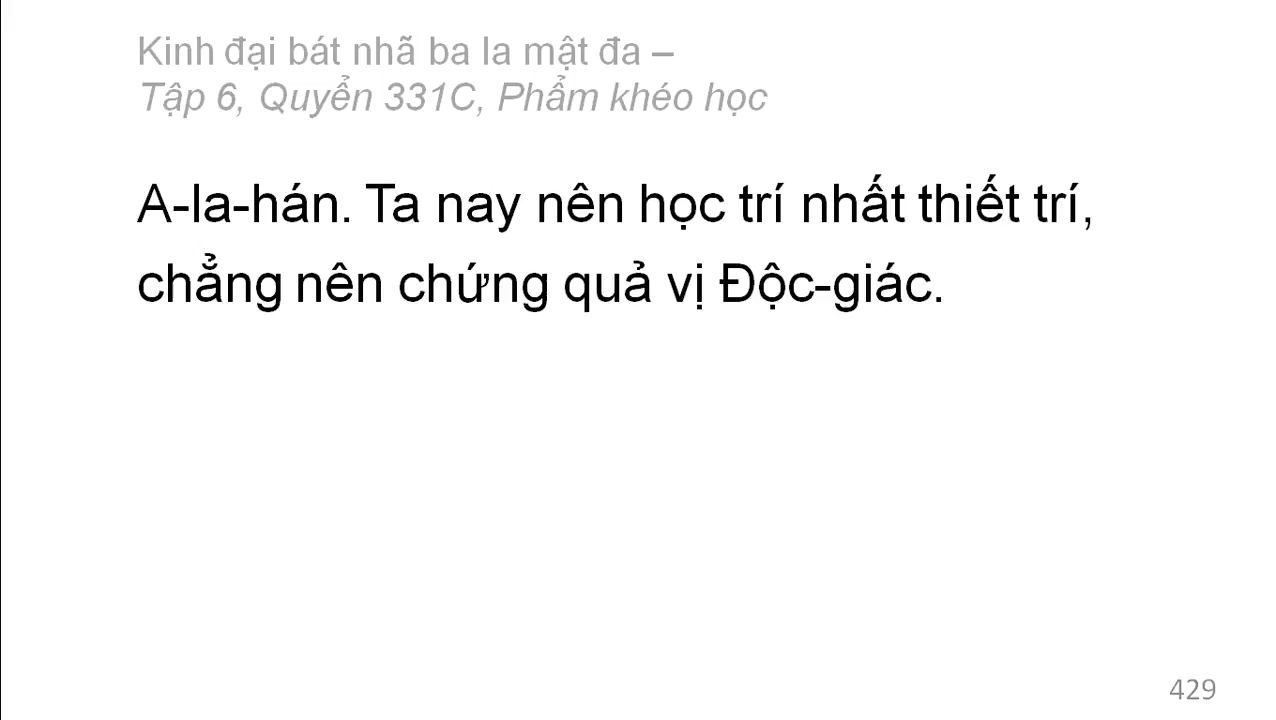 Kinh đại bát nhã ba la mật đa –
Tập 6, Quyển 331C, Phẩm khéo học
A-la-hán. Ta nay nên học trí nhất thiết trí,
chẳng nên chứng quả vị Độc-giác.
429